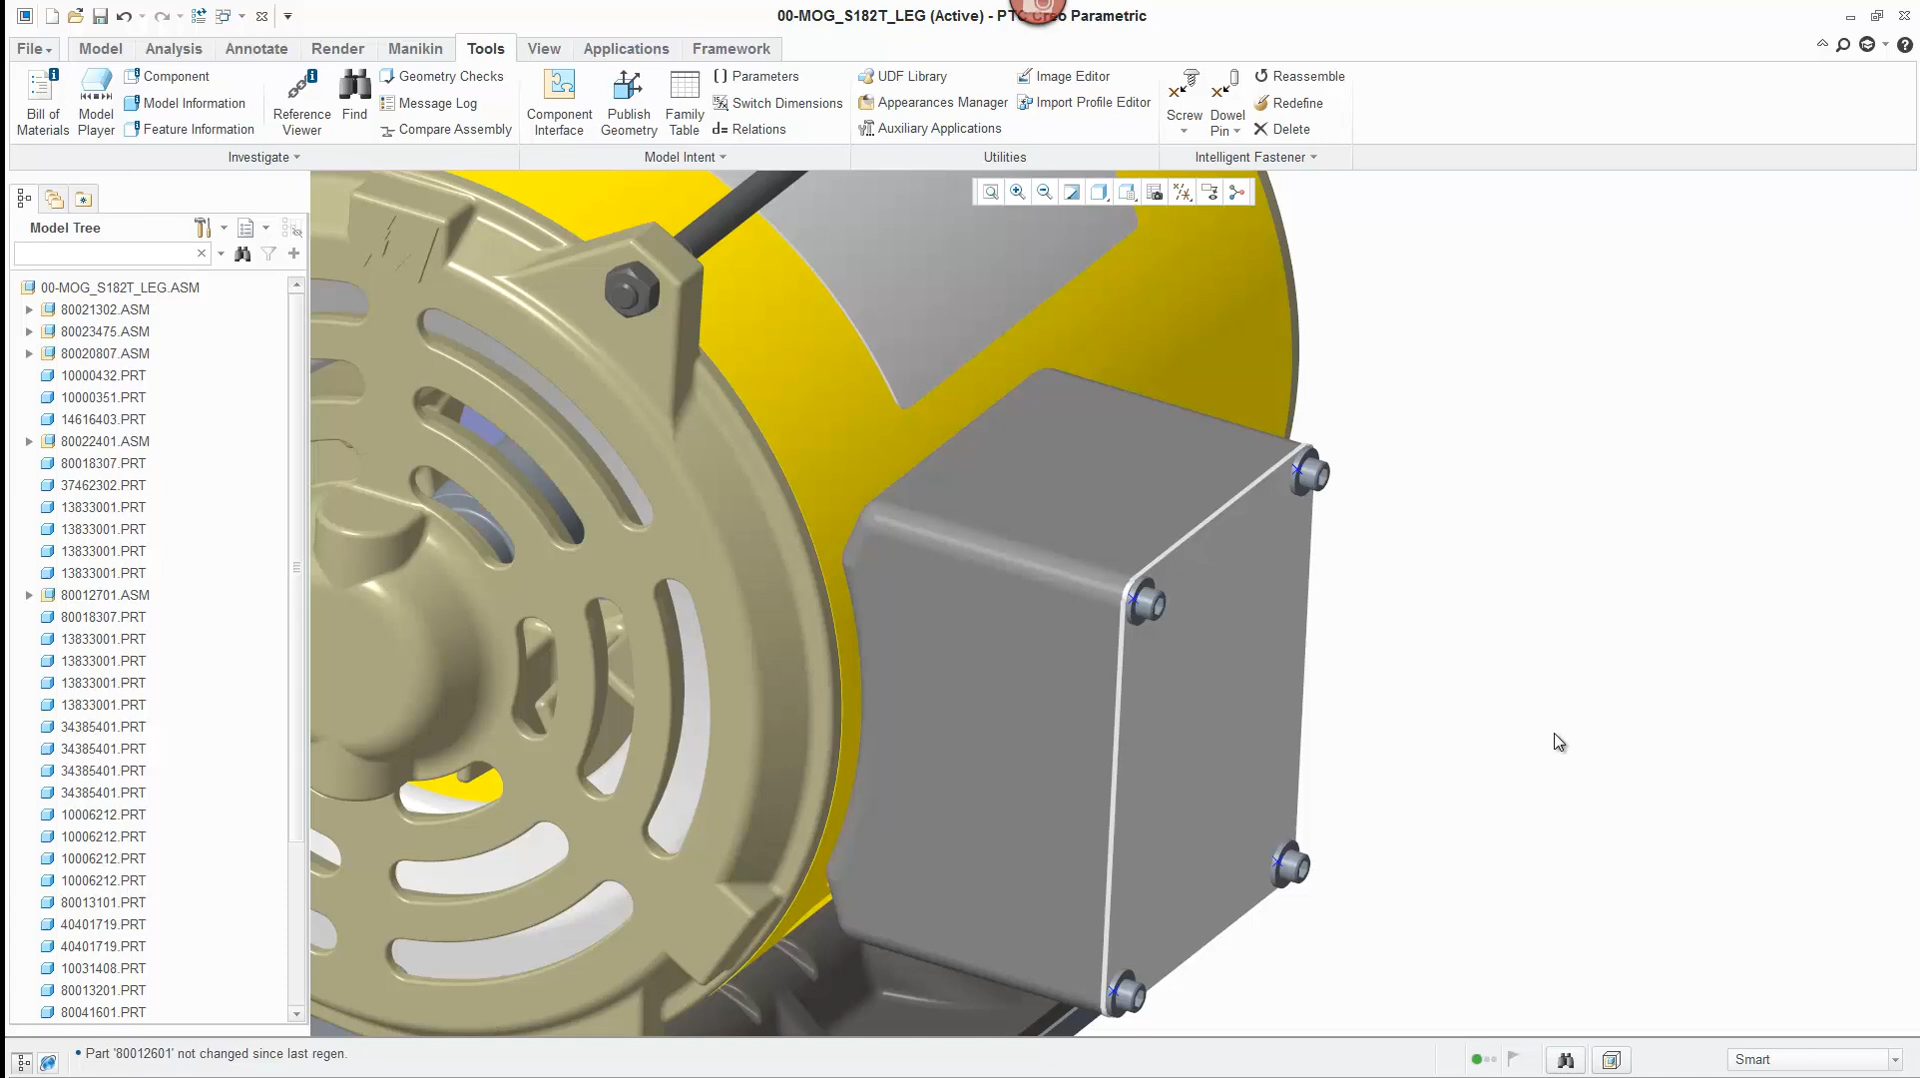 00-MOG_S182T_LEG (Active) - PTC Creo Parametric
File Model Analysis Annotate Render Manikin Tools View Applications Framework
Bill of Materials
Model Player
Component
Model Information
Feature Information
Reference Viewer
Find
Geometry Checks
Message Log
Compare Assembly
Investigate
Component Interface
Publish Geometry
Family Table
Parameters
Switch Dimensions
d= Relations
Model Intent
UDF Library
Appearances Manager
Auxiliary Applications
Image Editor
Import Profile Editor
Utilities
Screw
Dowel Pin
Reassemble
Redefine
Delete
Intelligent Fastener
Model Tree
00-MOG_S182T_LEG.ASM
80021302.ASM
80023475.ASM
80020807.ASM
10000432.PRT
10000351.PRT
14616403.PRT
80022401.ASM
80018307.PRT
37462302.PRT
13833001.PRT
13833001.PRT
13833001.PRT
13833001.PRT
80012701.ASM
80018307.PRT
13833001.PRT
13833001.PRT
13833001.PRT
13833001.PRT
34385401.PRT
34385401.PRT
34385401.PRT
34385401.PRT
10006212.PRT
10006212.PRT
10006212.PRT
10006212.PRT
80013101.PRT
40401719.PRT
40401719.PRT
10031408.PRT
80013201.PRT
80041601.PRT
• Part '80012601' not changed since last regen.
Smart